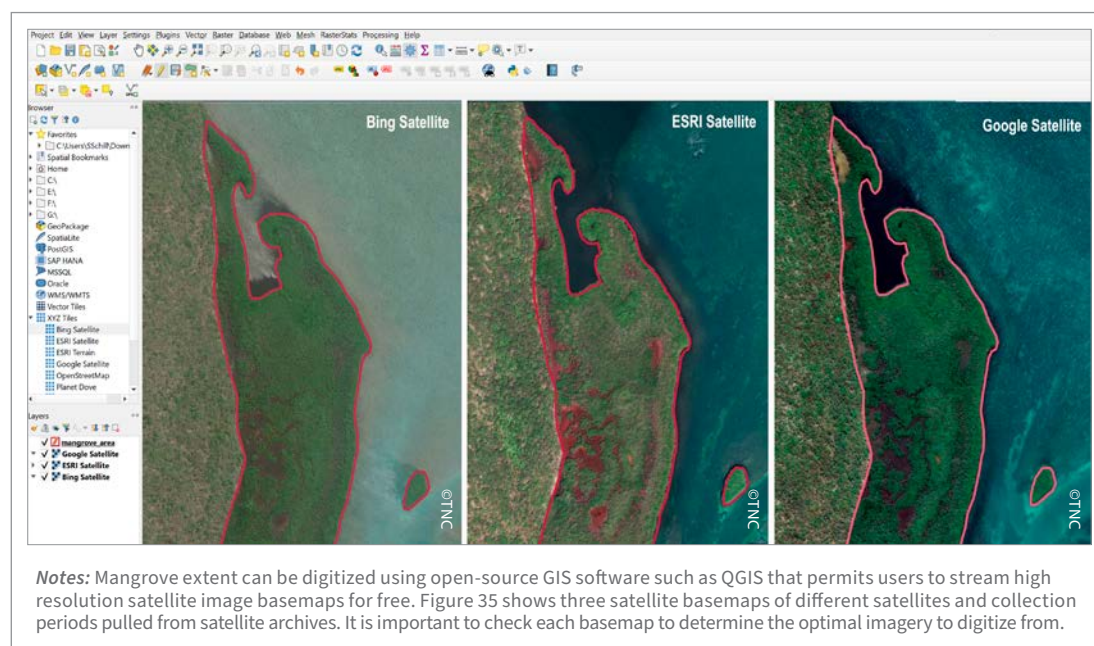 Project Edit View Layer Settings Plugins Vector Raster Database Web Mesh RasterStats Processing Help
Browser
Favorites
C:\Users\SSchill\Down
Spatial Bookmarks
Home
C:\
E:\
F:\
G:\
GeoPackage
SpatiaLite
PostGIS
SAP HANA
MSSQL
Oracle
WMS/WMTS
Vector Tiles
XYZ Tiles
Bing Satellite
ESRI Satellite
ESRI Terrain
Google Satellite
OpenStreetMap
Planet Dove
Layers
mangrove_area
Google Satellite
ESRI Satellite
Bing Satellite
Bing Satellite
©TNC
ESRI Satellite
©TNC
Google Satellite
©TNC
Notes: Mangrove extent can be digitized using open-source GIS software such as QGIS that permits users to stream high
resolution satellite image basemaps for free. Figure 35 shows three satellite basemaps of different satellites and collection
periods pulled from satellite archives. It is important to check each basemap to determine the optimal imagery to digitize from.